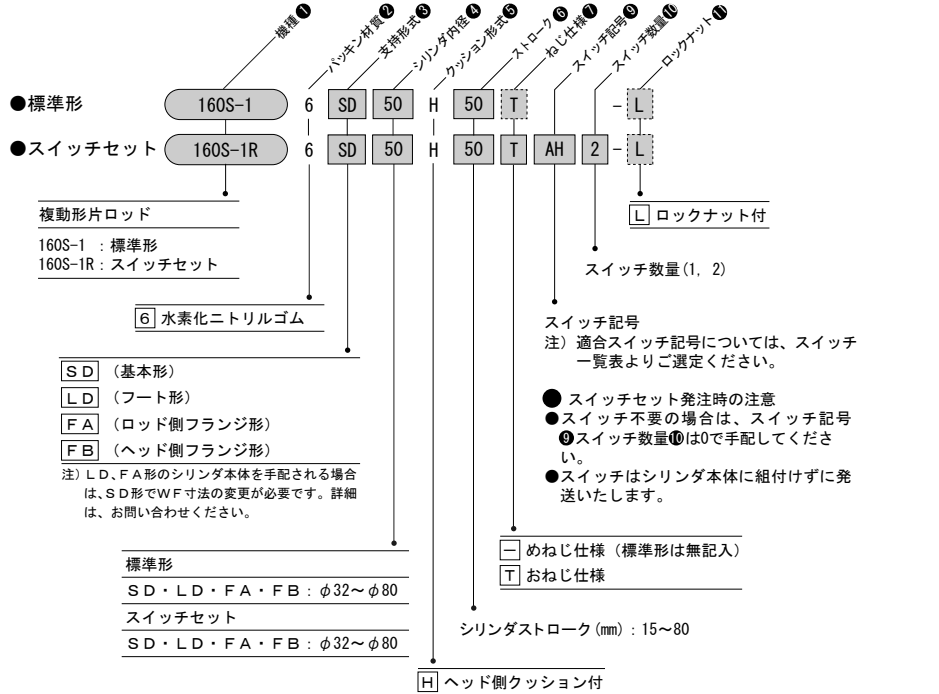 機種❶
パッキン材質❷
支持形式❸
シリンダ内径❹
クッション形式❺
ストローク❻
ねじ仕様❼
スイッチ記号❾
スイッチ数量❿
ロックナット⓫
●標準形 160S-1 6 SD 50 H 50 T -L
●スイッチセット 160S-1R 6 SD 50 H 50 T AH 2 -L
複動形片ロッド
160S-1 ：標準形
160S-1R：スイッチセット
L ロックナット付
スイッチ数量(1, 2)
6 水素化ニトリルゴム
スイッチ記号
注）適合スイッチ記号については、スイッチ
一覧表よりご選定ください。
ＳＤ （基本形）
ＬＤ （フート形）
ＦＡ （ロッド側フランジ形）
ＦＢ （ヘッド側フランジ形）
注）ＬＤ、ＦＡ形のシリンダ本体を手配される場合
は、ＳＤ形でＷＦ寸法の変更が必要です。詳細
は、お問い合わせください。
● スイッチセット発注時の注意
●スイッチ不要の場合は、スイッチ記号
❾スイッチ数量❿は0で手配してくださ
い。
●スイッチはシリンダ本体に組付けずに発
送いたします。
－ めねじ仕様（標準形は無記入）
Ｔ おねじ仕様
標準形
ＳＤ・ＬＤ・ＦＡ・ＦＢ：φ32～φ80
スイッチセット
ＳＤ・ＬＤ・ＦＡ・ＦＢ：φ32～φ80
シリンダストローク(mm)：15～80
H ヘッド側クッション付